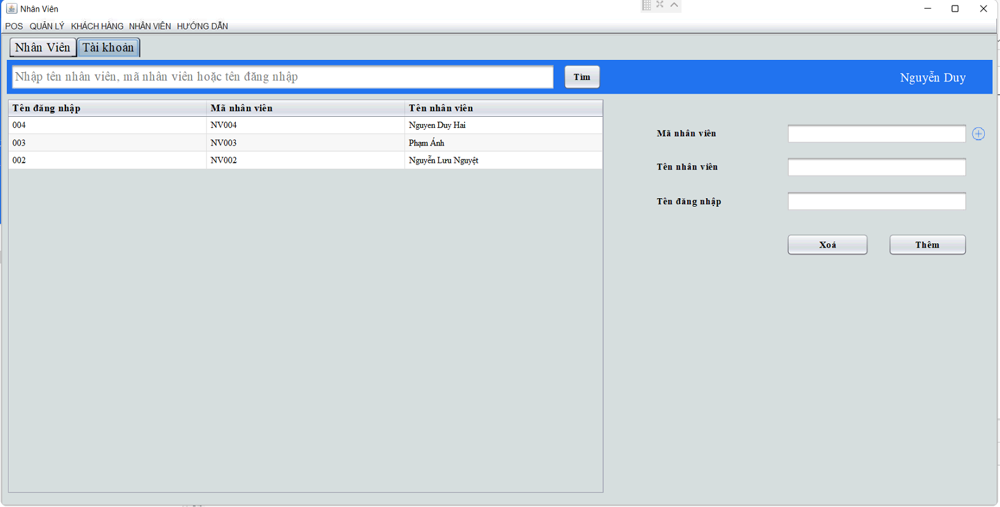 Nhân Viên
POS QUẢN LÝ KHÁCH HÀNG NHÂN VIÊN HƯỚNG DẪN
Nhân Viên Tài khoản
Nhập tên nhân viên, mã nhân viên hoặc tên đăng nhập Tìm Nguyễn Duy
Tên đăng nhập Mã nhân viên Tên nhân viên
004 NV004 Nguyen Duy Hai
003 NV003 Phạm Ánh
002 NV002 Nguyễn Lưu Nguyệt
Mã nhân viên
Tên nhân viên
Tên đăng nhập
Xoá Thêm